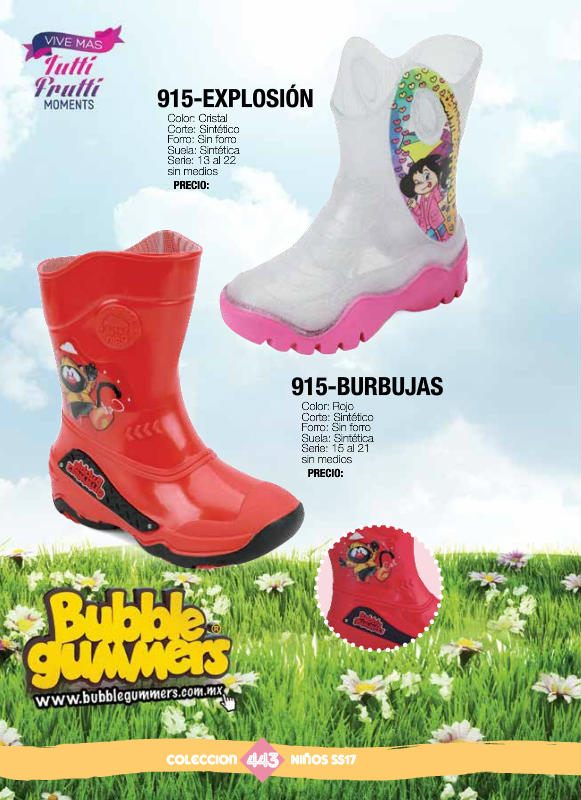 VIVE MAS
Tutti
Frutti
MOMENTS
915-EXPLOSIÓN
Color: Cristal
Corte: Sintético
Forro: Sin forro
Suela: Sintética
Serie: 13 al 22
sin medios
PRECIO:
915-BURBUJAS
Color: Rojo
Corte: Sintético
Forro: Sin forro
Suela: Sintética
Serie: 15 al 21
sin medios
PRECIO:
Bubble
gummers®
www.bubblegummers.com.mx
COLECCION 443 NIÑOS SS17